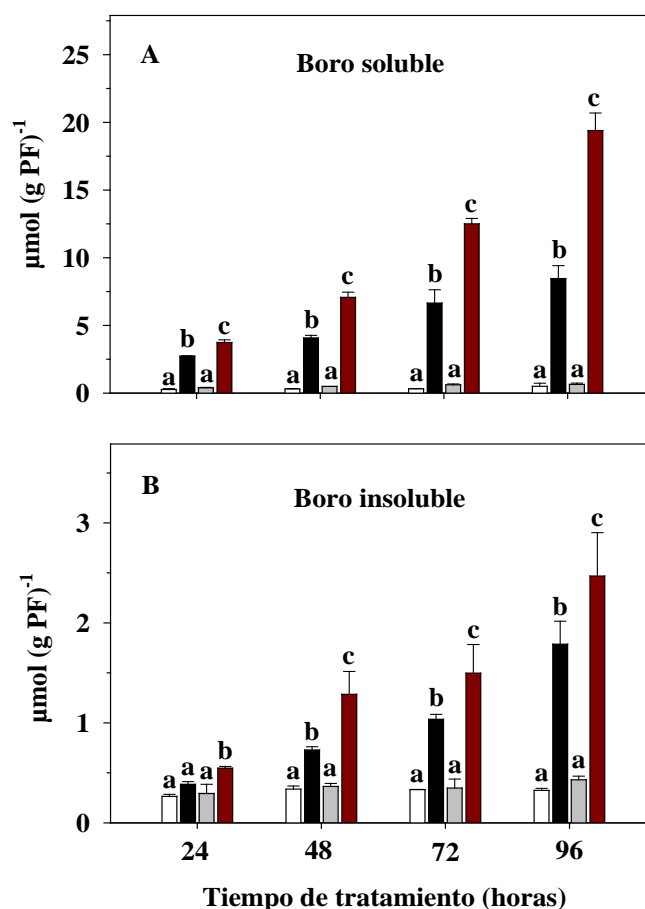 A
Boro soluble
µmol (g PF)-1
25
20
15
10
5
0
a b a c
a b a c
a b a c
a b a c
B
Boro insoluble
µmol (g PF)-1
3
2
1
0
a a a b
a b a c
a b a c
a b a c
24 48 72 96
Tiempo de tratamiento (horas)